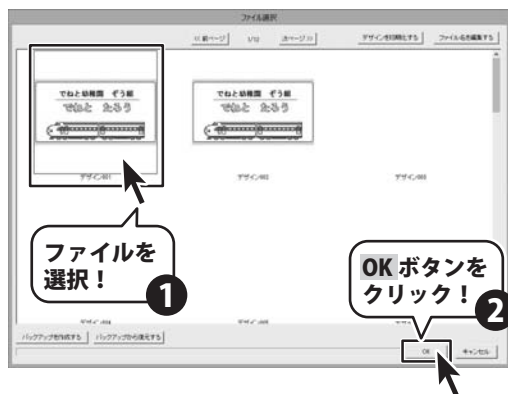 ファイル選択
<< 前ページ 1/12 次ページ >>
デザインを初期化する ファイル名を編集する
でねと幼稚園 ぞう組
でねと たろう
でねと幼稚園 ぞう組
でねと たろう
デザイン001 デザイン002 デザイン003
ファイルを
選択！
1
OK ボタンを
クリック！
2
バックアップを作成する バックアップから復元する
OK キャンセル